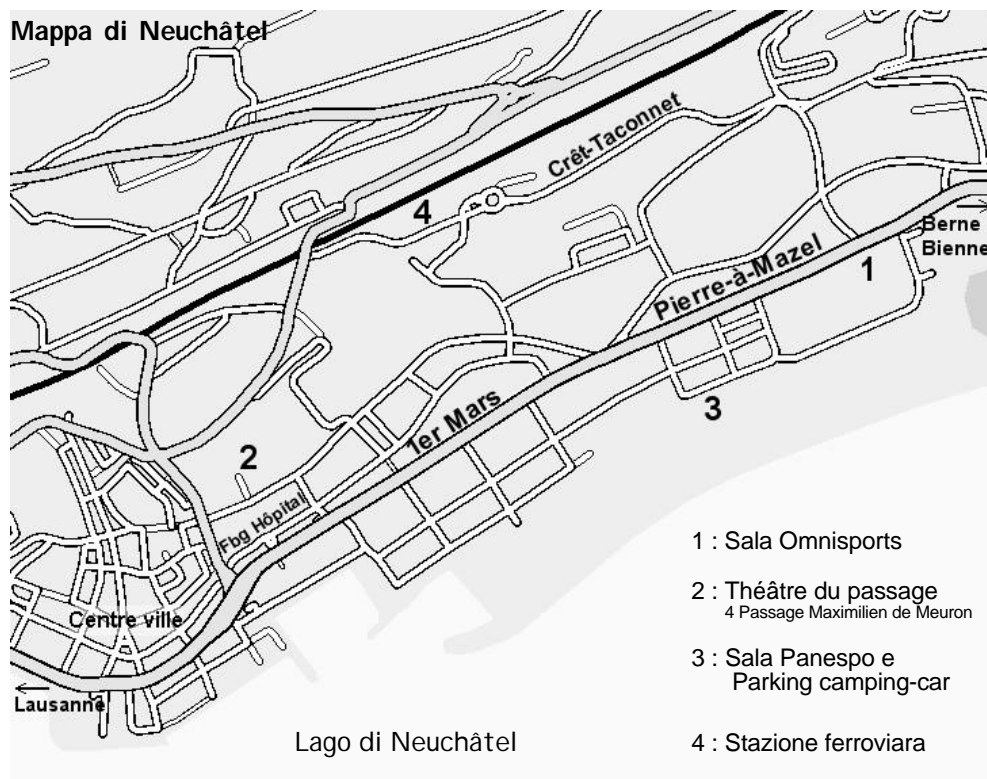 Mappa di Neuchâtel
Crêt-Taconnet
4
Berne
Bienne
Pierre-à-Mazel
1
3
1er Mars
2
Fbg Hôpital
Centre ville
Lausanne
Lago di Neuchâtel
1 : Sala Omnisports
2 : Théâtre du passage
4 Passage Maximilien de Meuron
3 : Sala Panespo e
Parking camping-car
4 : Stazione ferroviara